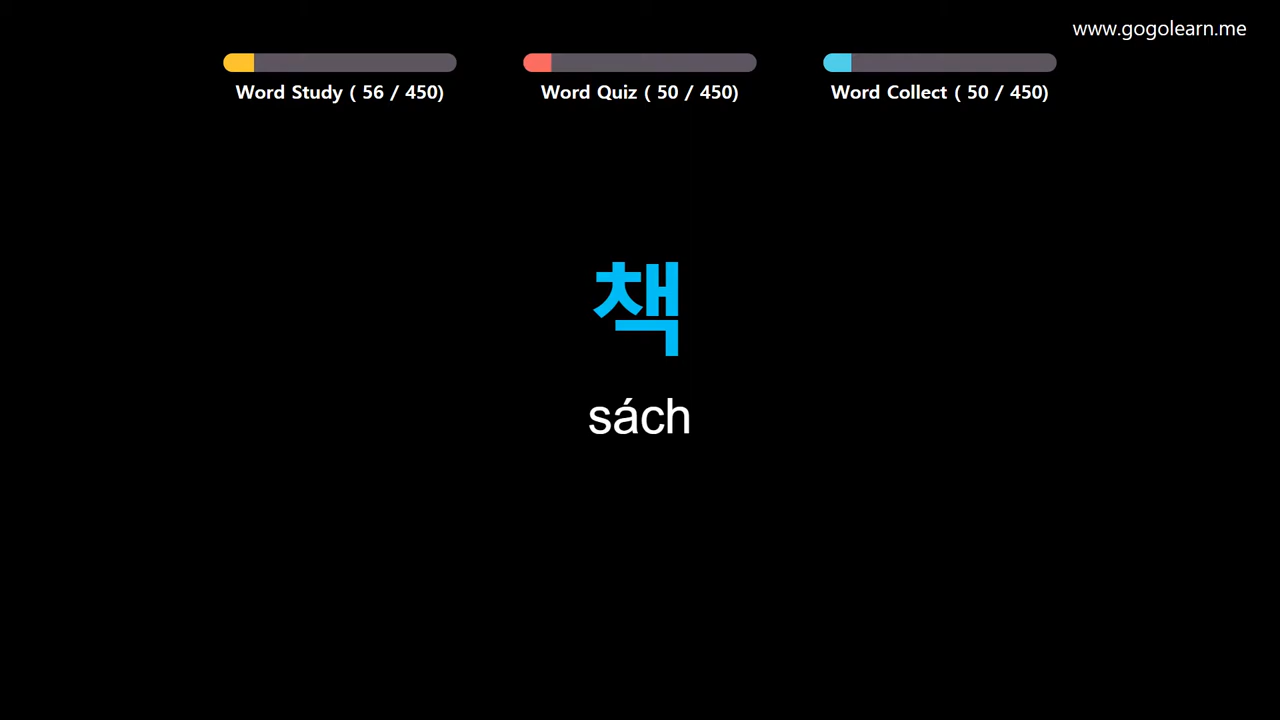 www.gogolearn.me
Word Study ( 56 / 450)
Word Quiz ( 50 / 450)
Word Collect ( 50 / 450)
책
sách